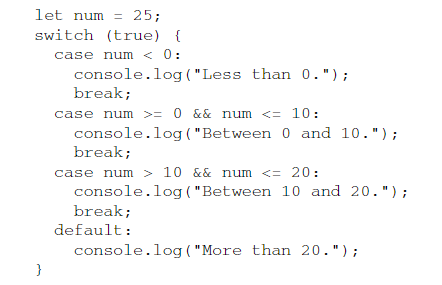 let num = 25;
switch (true) {
  case num < 0:
    console.log("Less than 0.");
    break;
  case num >= 0 && num <= 10:
    console.log("Between 0 and 10.");
    break;
  case num > 10 && num <= 20:
    console.log("Between 10 and 20.");
    break;
  default:
    console.log("More than 20.");
}